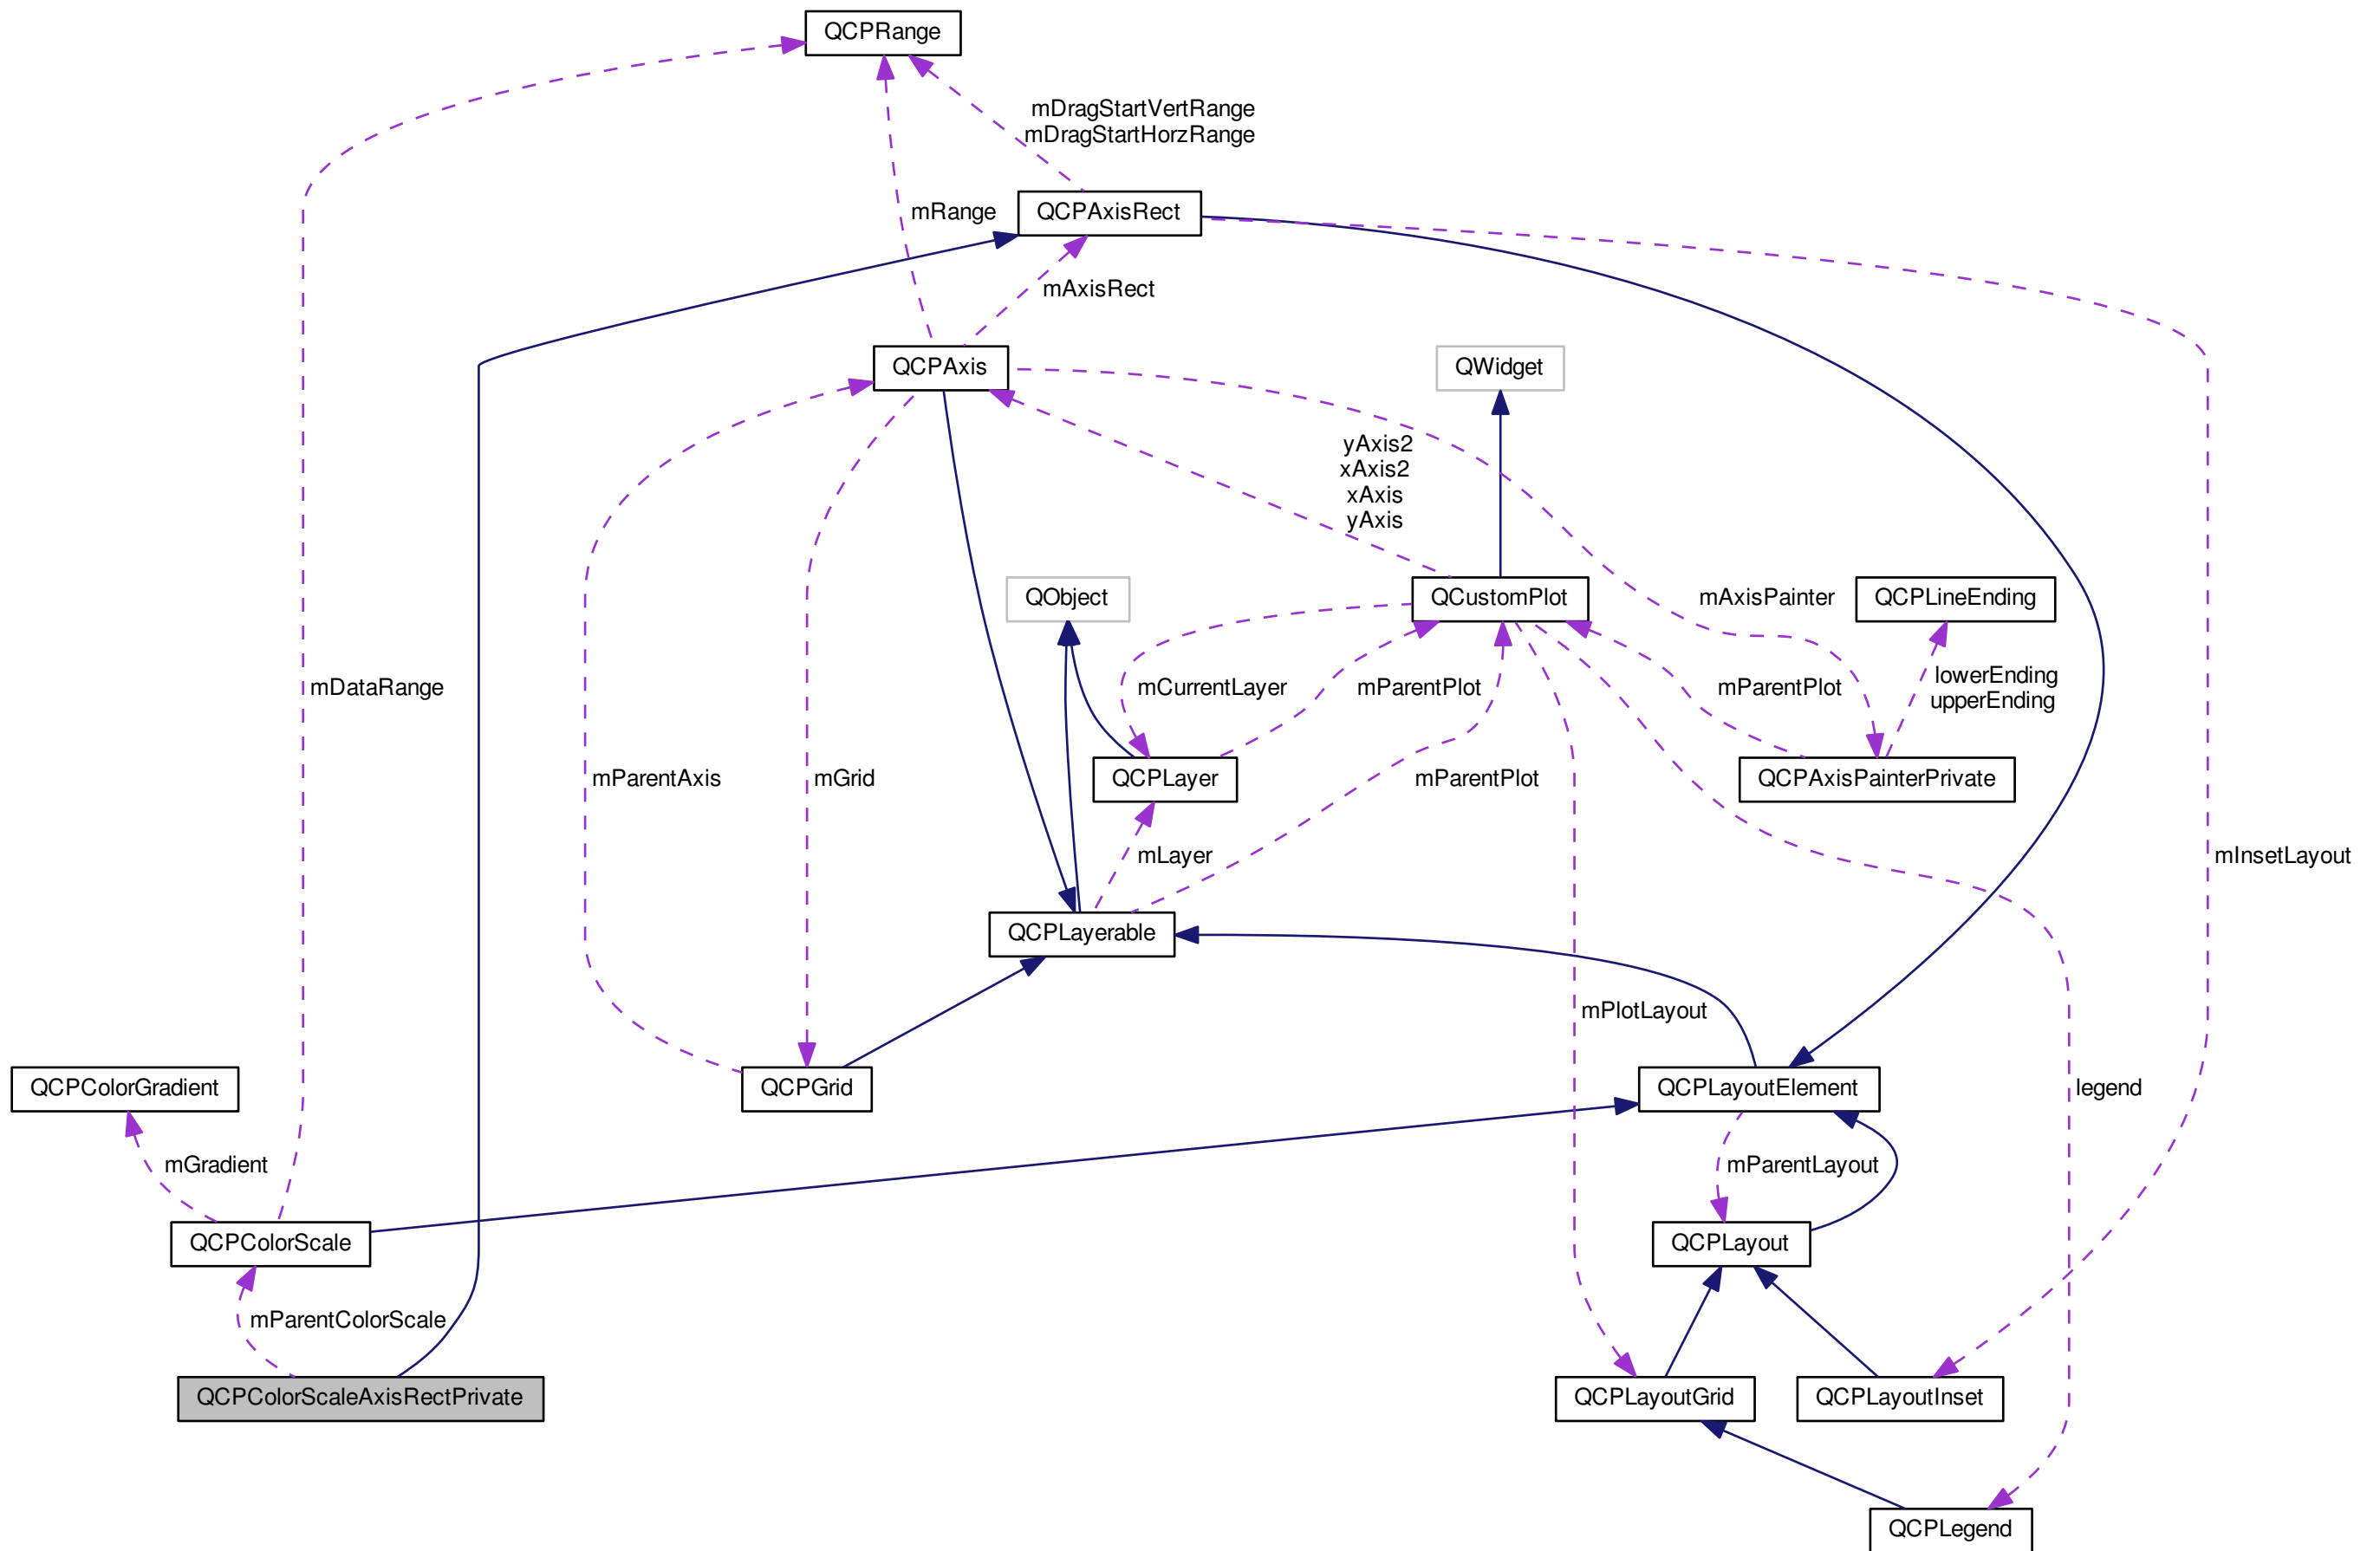 QCPRange
mDragStartVertRange
mDragStartHorzRange
mRange
QCPAxisRect
mAxisRect
QCPAxis
QWidget
yAxis2
xAxis2
xAxis
yAxis
QObject
QCustomPlot
mAxisPainter
QCPLineEnding
mDataRange
mCurrentLayer
mParentPlot
mParentPlot
lowerEnding
upperEnding
mParentAxis
mGrid
QCPLayer
mParentPlot
QCPAxisPainterPrivate
mLayer
mInsetLayout
QCPLayerable
mPlotLayout
QCPColorGradient
QCPGrid
QCPLayoutElement
legend
mGradient
mParentLayout
QCPColorScale
QCPLayout
mParentColorScale
QCPColorScaleAxisRectPrivate
QCPLayoutGrid
QCPLayoutInset
QCPLegend